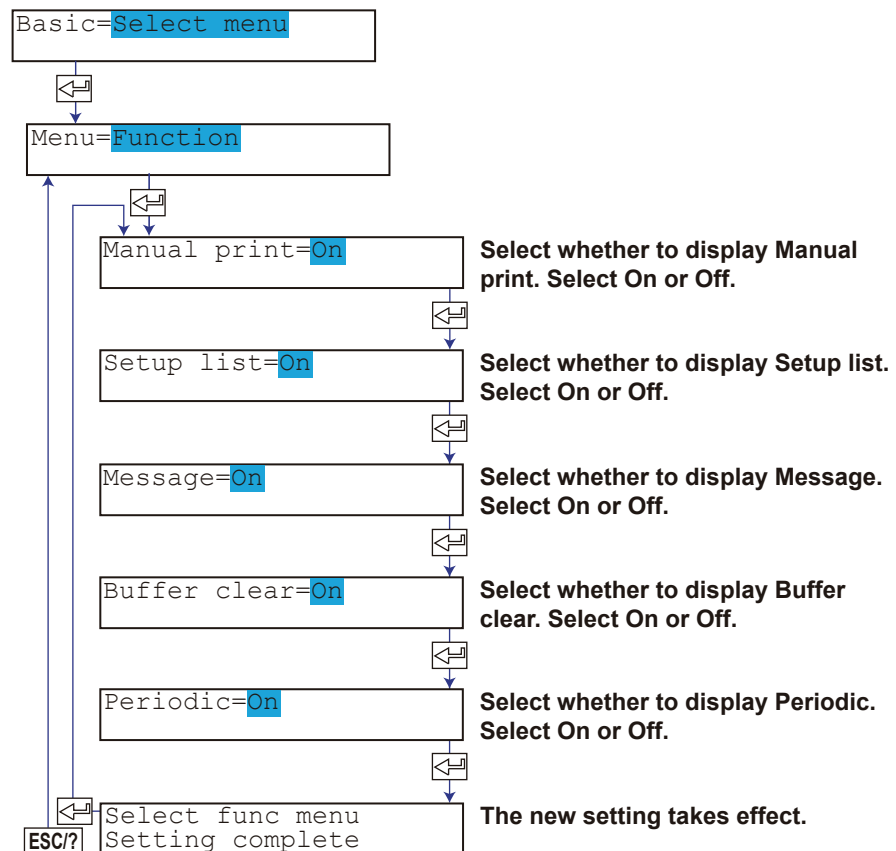 Basic=Select menu
Menu=Function
Manual print=On
Select whether to display Manual
print. Select On or Off.
Setup list=On
Select whether to display Setup list.
Select On or Off.
Message=On
Select whether to display Message.
Select On or Off.
Buffer clear=On
Select whether to display Buffer
clear. Select On or Off.
Periodic=On
Select whether to display Periodic.
Select On or Off.
Select func menu
Setting complete
The new setting takes effect.
ESC/?